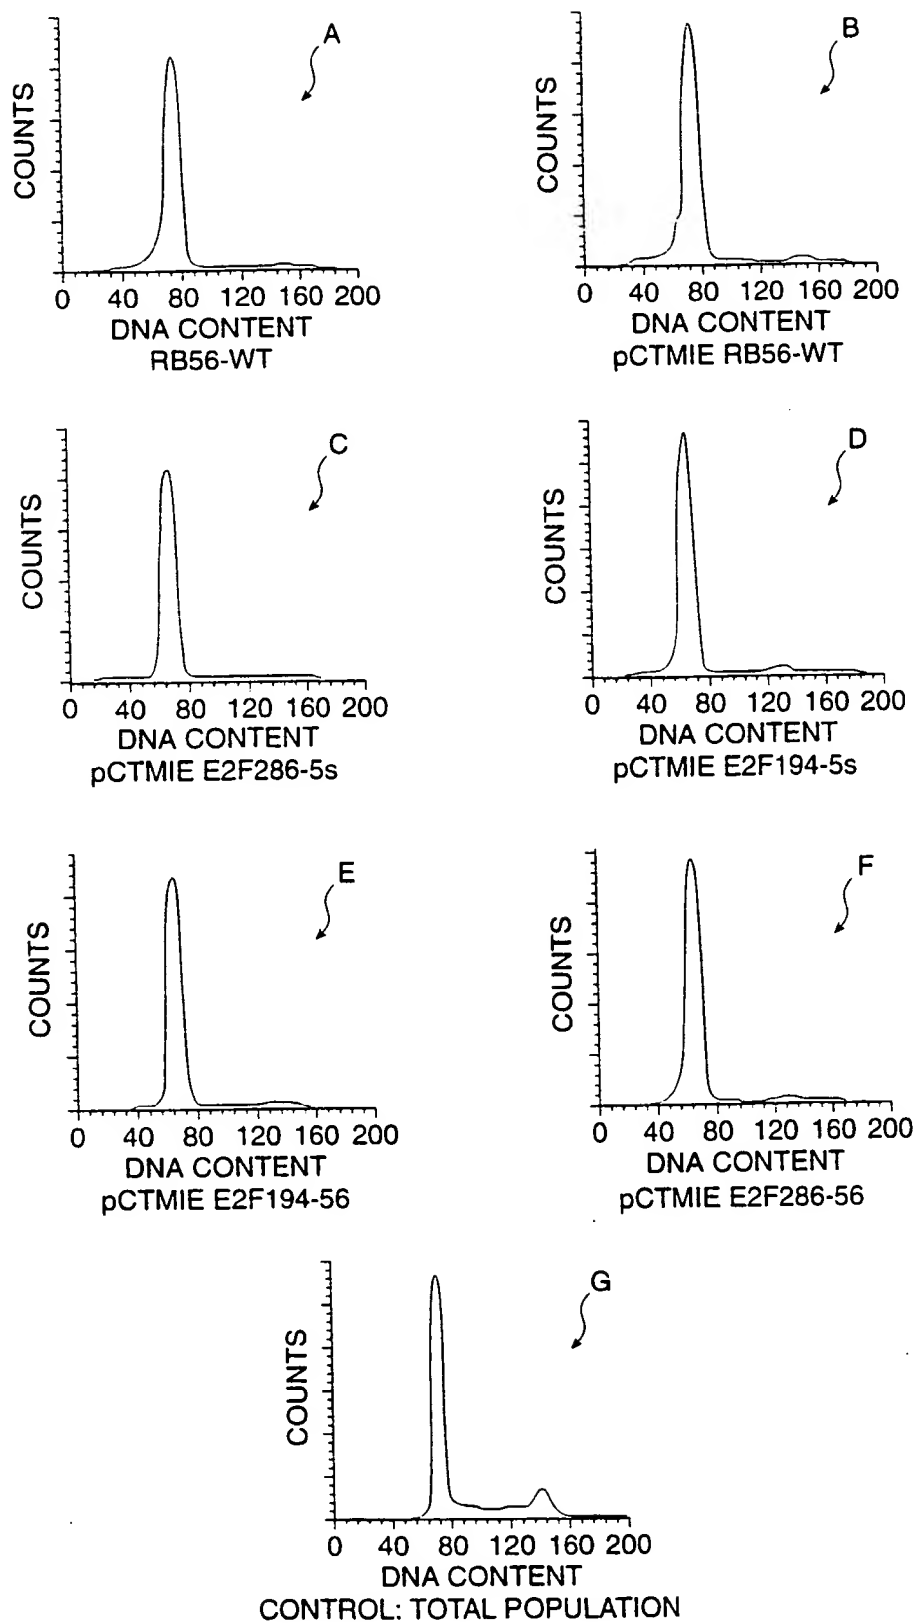 A
COUNTS
0 40 80 120 160 200
DNA CONTENT
RB56-WT
B
COUNTS
0 40 80 120 160 200
DNA CONTENT
pCTMIE RB56-WT
C
COUNTS
0 40 80 120 160 200
DNA CONTENT
pCTMIE E2F286-5s
D
COUNTS
0 40 80 120 160 200
DNA CONTENT
pCTMIE E2F194-5s
E
COUNTS
0 40 80 120 160 200
DNA CONTENT
pCTMIE E2F194-56
F
COUNTS
0 40 80 120 160 200
DNA CONTENT
pCTMIE E2F286-56
G
COUNTS
0 40 80 120 160 200
DNA CONTENT
CONTROL: TOTAL POPULATION